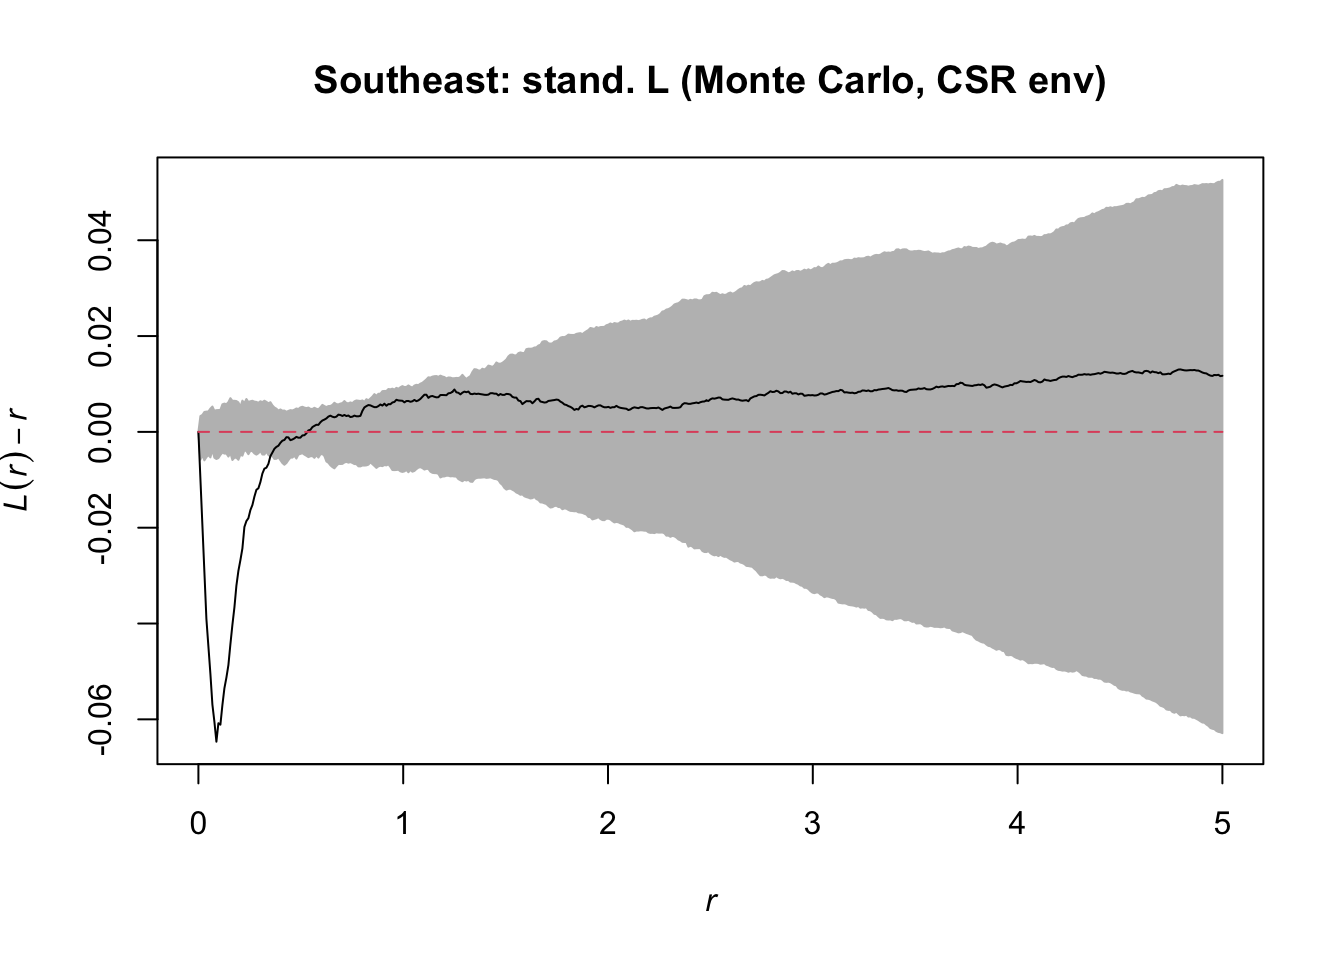 Southeast: stand. L (Monte Carlo, CSR env)
L(r) − r
0.04
0.02
0.00
-0.02
-0.06
0 1 2 3 4 5
r